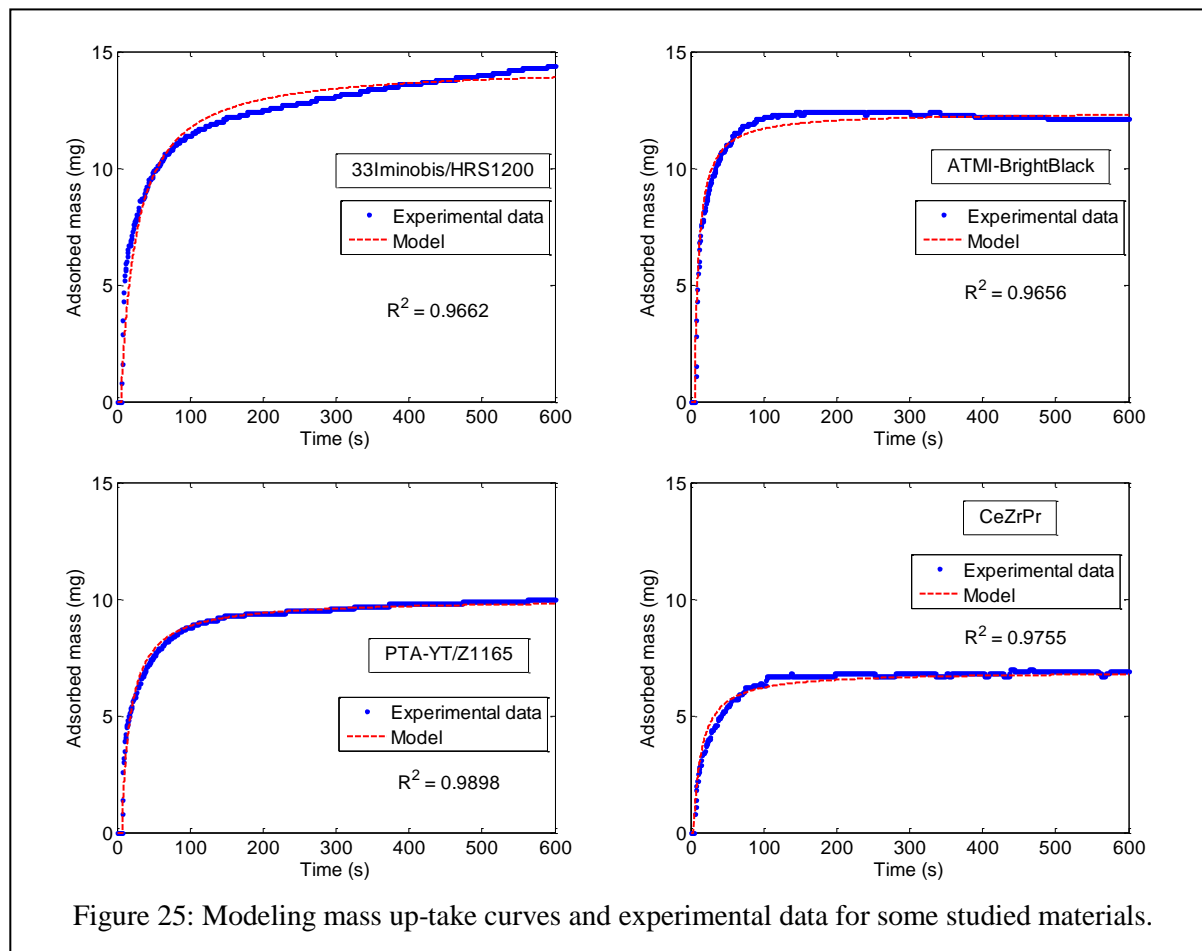 15
10
5
0
Adsorbed mass (mg)
33Iminobis/HRS1200
Experimental data
Model
R² = 0.9662
0 100 200 300 400 500 600
Time (s)
15
10
5
0
Adsorbed mass (mg)
ATMI-BrightBlack
Experimental data
Model
R² = 0.9656
0 100 200 300 400 500 600
Time (s)
15
10
5
0
Adsorbed mass (mg)
PTA-YT/Z1165
Experimental data
Model
R² = 0.9898
0 100 200 300 400 500 600
Time (s)
15
10
5
0
Adsorbed mass (mg)
CeZrPr
Experimental data
Model
R² = 0.9755
0 100 200 300 400 500 600
Time (s)
Figure 25: Modeling mass up-take curves and experimental data for some studied materials.